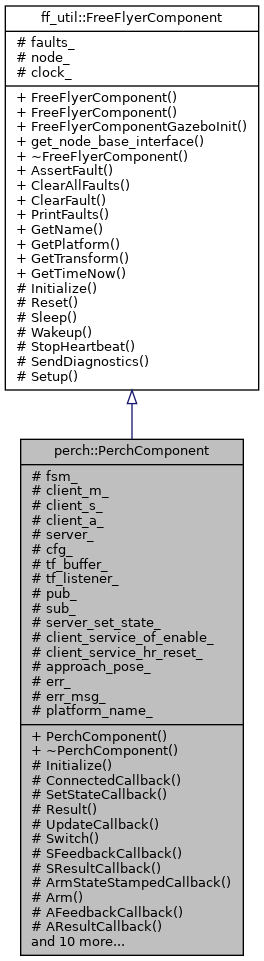 ff_util::FreeFlyerComponent
# faults_
# node_
# clock_
+ FreeFlyerComponent()
+ FreeFlyerComponent()
+ FreeFlyerComponentGazeboInit()
+ get_node_base_interface()
+ ~FreeFlyerComponent()
+ AssertFault()
+ ClearAllFaults()
+ ClearFault()
+ PrintFaults()
+ GetName()
+ GetPlatform()
+ GetTransform()
+ GetTimeNow()
# Initialize()
# Reset()
# Sleep()
# Wakeup()
# StopHeartbeat()
# SendDiagnostics()
# Setup()
perch::PerchComponent
# fsm_
# client_m_
# client_s_
# client_a_
# server_
# cfg_
# tf_buffer_
# tf_listener_
# pub_
# sub_
# server_set_state_
# client_service_of_enable_
# client_service_hr_reset_
# approach_pose_
# err_
# err_msg_
# platform_name_
+ PerchComponent()
+ ~PerchComponent()
# Initialize()
# ConnectedCallback()
# SetStateCallback()
# Result()
# UpdateCallback()
# Switch()
# SFeedbackCallback()
# SResultCallback()
# ArmStateStampedCallback()
# Arm()
# AFeedbackCallback()
# AResultCallback()
and 10 more...